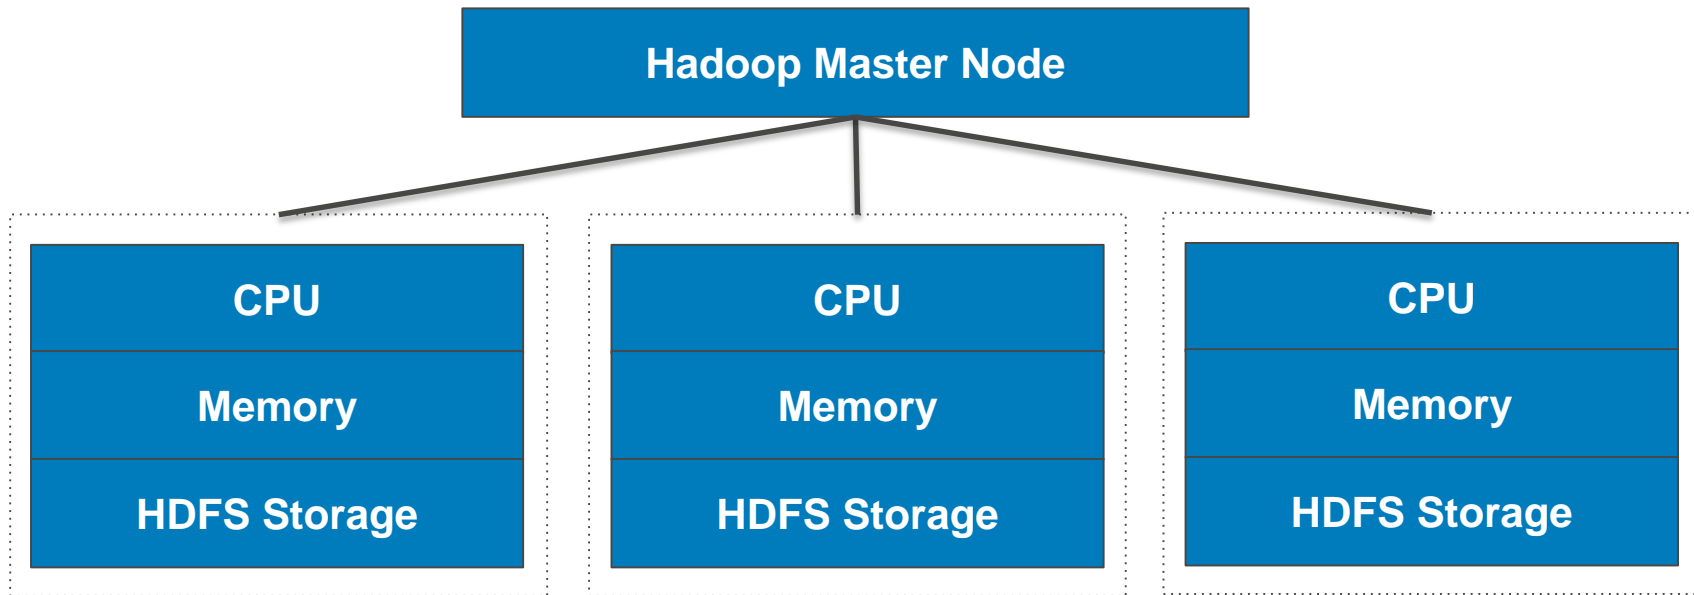 Hadoop Master Node
CPU
Memory
HDFS Storage
CPU
Memory
HDFS Storage
CPU
Memory
HDFS Storage